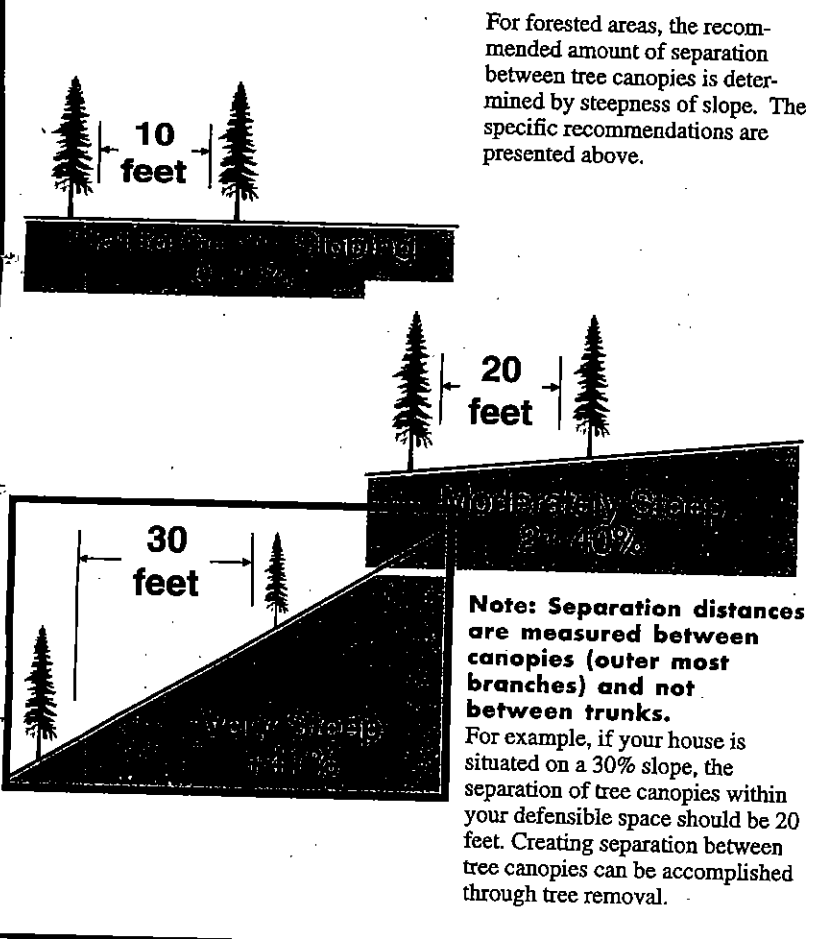 For forested areas, the recom-
mended amount of separation
between tree canopies is deter-
mined by steepness of slope. The
specific recommendations are
presented above.
10
feet
Sloping
20
feet
Moderately Steep
40%
30
feet
Very Steep
Note: Separation distances
are measured between
canopies (outer most
branches) and not
between trunks.
For example, if your house is
situated on a 30% slope, the
separation of tree canopies within
your defensible space should be 20
feet. Creating separation between
tree canopies can be accomplished
through tree removal.